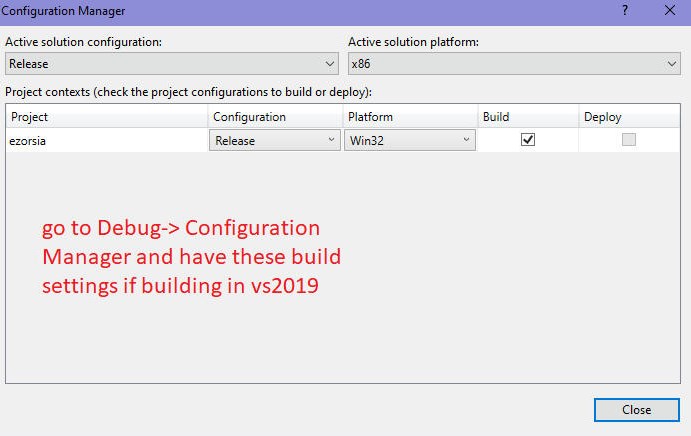 Configuration Manager
?
Active solution configuration:
Active solution platform:
Release
x86
Project contexts (check the project configurations to build or deploy):
Project Configuration Platform Build Deploy
ezorsia Release Win32
go to Debug-> Configuration
Manager and have these build
settings if building in vs2019
Close